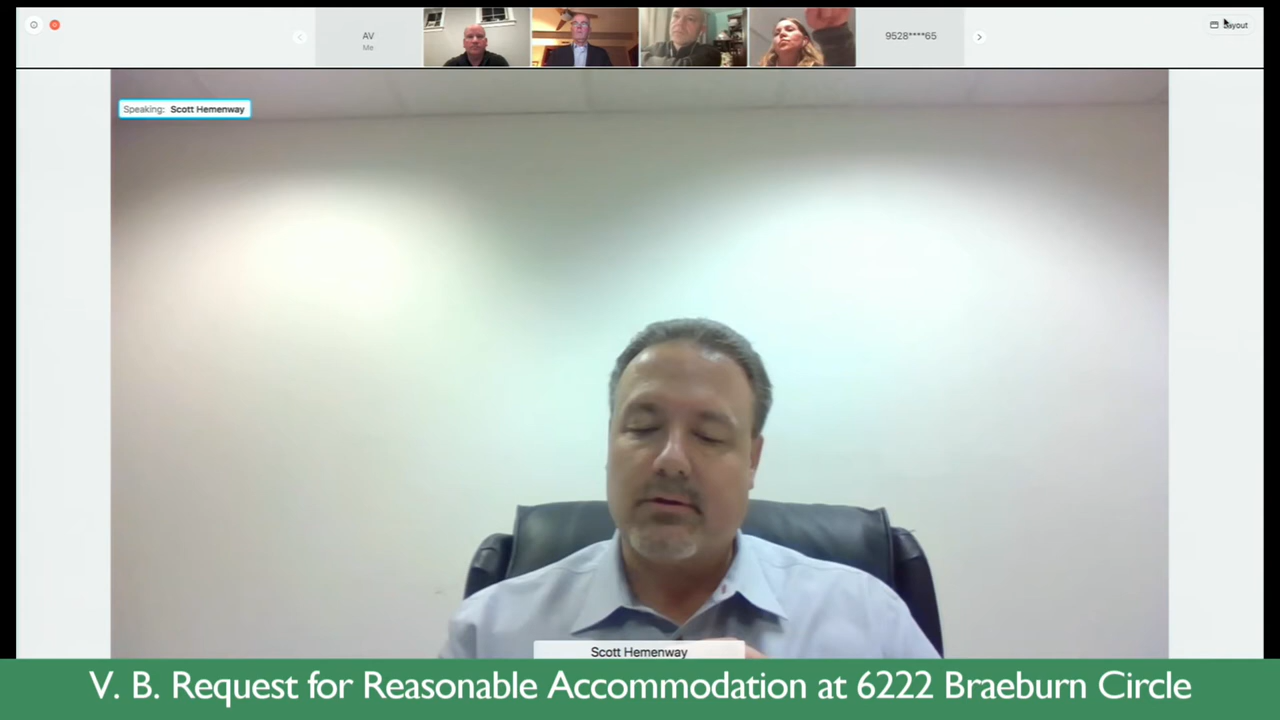 AV
Me
9528****65
Layout
Speaking: Scott Hemenway
Scott Hemenway
V. B. Request for Reasonable Accommodation at 6222 Braeburn Circle